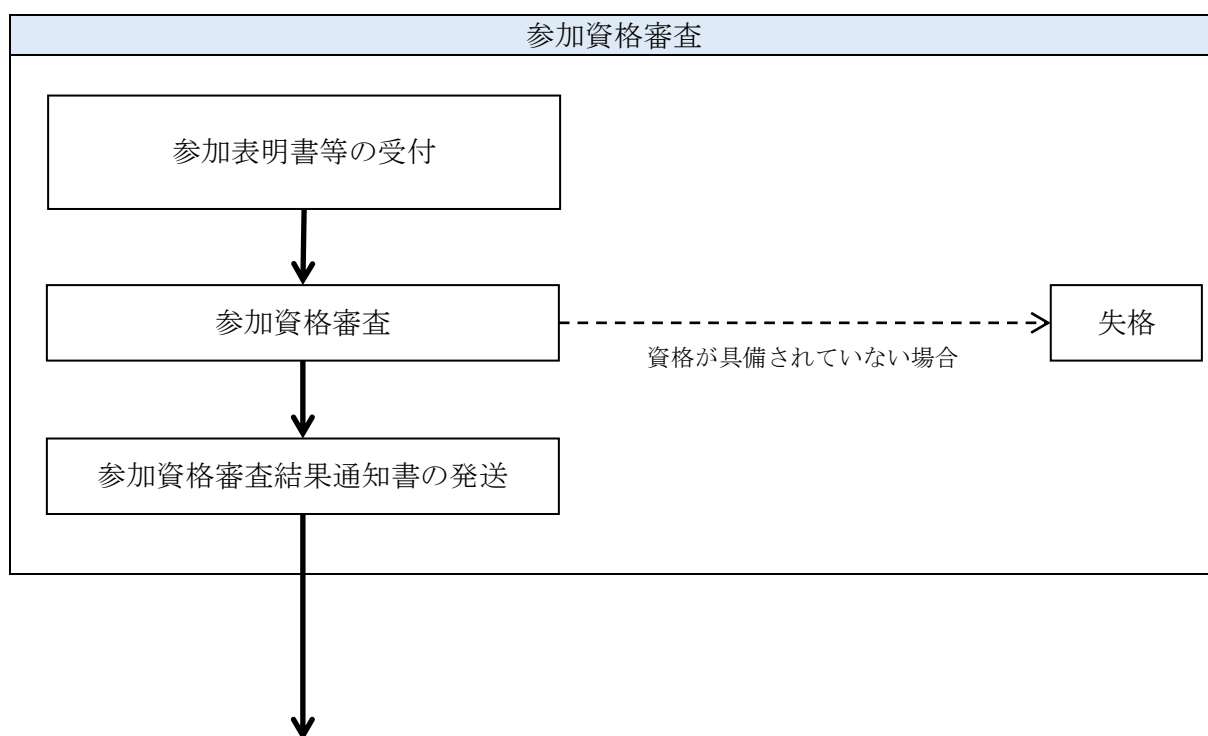 参加資格審査
参加表明書等の受付
参加資格審査
失格
資格が具備されていない場合
参加資格審査結果通知書の発送